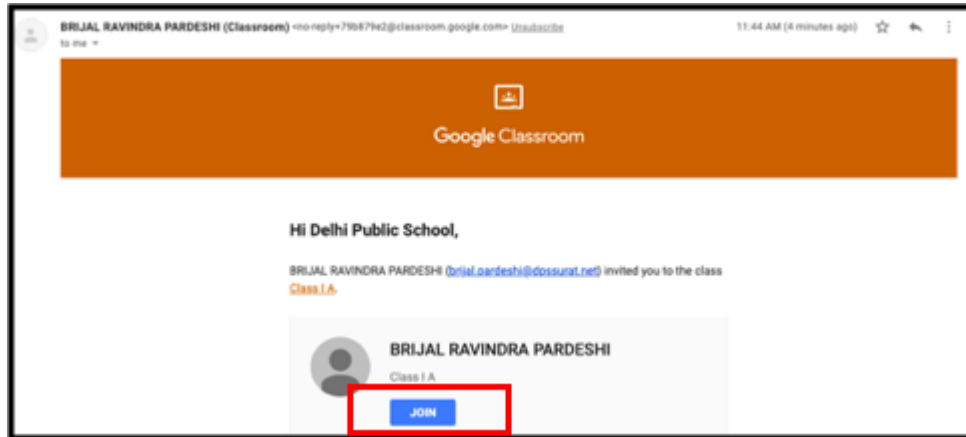 BRIJAL RAVINDRA PARDESHI (Classroom) <no-reply+79b879e2@classroom.google.com> Unsubscribe 11:44 AM (4 minutes ago)
to me
Google Classroom
Hi Delhi Public School,
BRIJAL RAVINDRA PARDESHI (brijal.pardeshi@dpssurat.net) invited you to the class
Class I A.
BRIJAL RAVINDRA PARDESHI
Class I A
JOIN